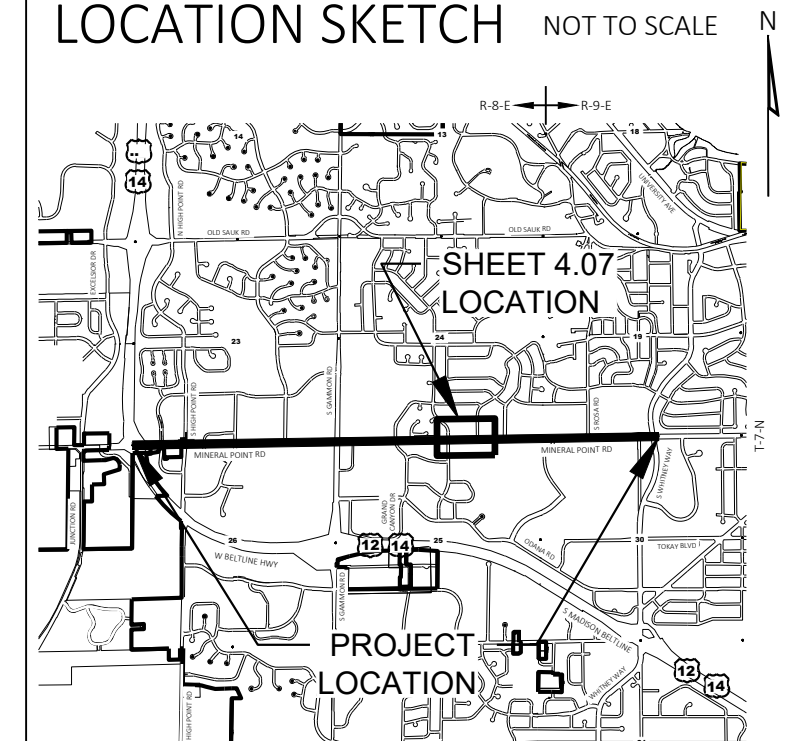 LOCATION SKETCH NOT TO SCALE N
R-8-E R-9-E
14
13
18
14
N HIGH POINT RD
UNIVERSITY AVE
OLD SAUK RD
OLD SAUK RD
EXCELSIOR DR
SHEET 4.07
LOCATION
23
24
19
S HIGH POINT RD
S GAMMON RD
S ROSA RD
T-7-N
MINERAL POINT RD
MINERAL POINT RD
S WHITNEY WAY
JUNCTION RD
GRAND
CANYON DR
26
12
14
25
ODANA RD
30
TOKAY BLVD
W BELTLINE HWY
S GAMMON RD
S MADISON BELTLINE
PROJECT
LOCATION
WHITNEY WAY
12
14
HIGH POINT RD